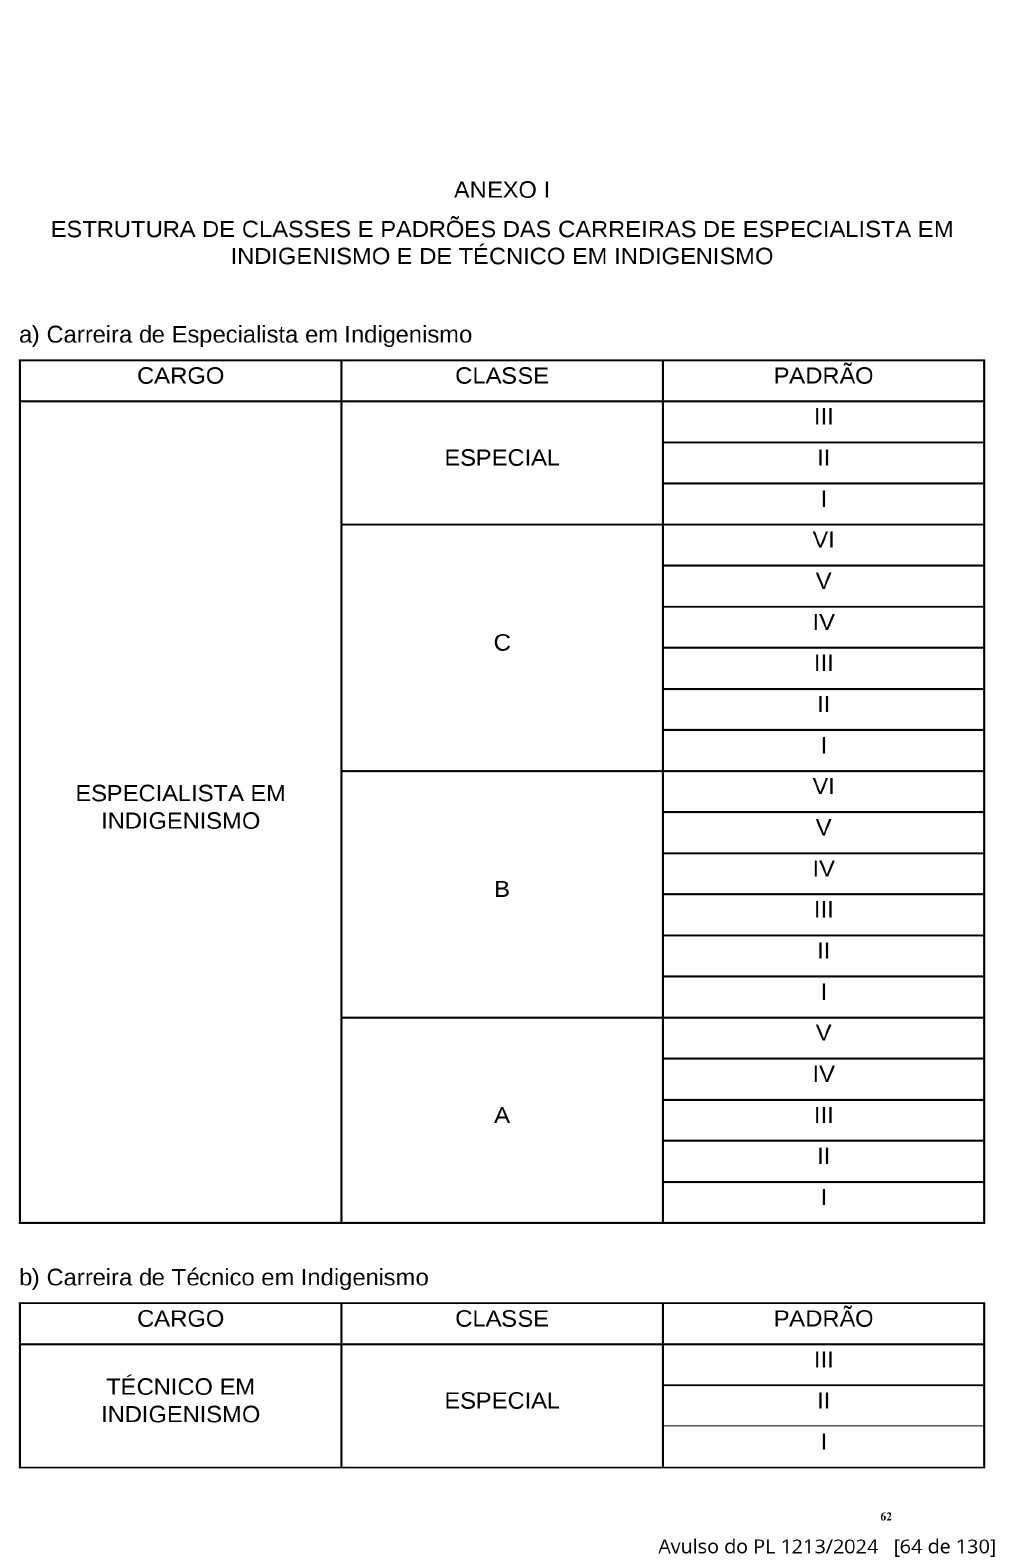 ANEXO I
ESTRUTURA DE CLASSES E PADRÕES DAS CARREIRAS DE ESPECIALISTA EM
INDIGENISMO E DE TÉCNICO EM INDIGENISMO
a) Carreira de Especialista em Indigenismo
CARGO CLASSE PADRÃO
ESPECIALISTA EM
INDIGENISMO
ESPECIAL
III
II
I
C
VI
V
IV
III
II
I
B
VI
V
IV
III
II
I
A
V
IV
III
II
I
b) Carreira de Técnico em Indigenismo
CARGO CLASSE PADRÃO
TÉCNICO EM
INDIGENISMO
ESPECIAL
III
II
I
62
Avulso do PL 1213/2024 [64 de 130]